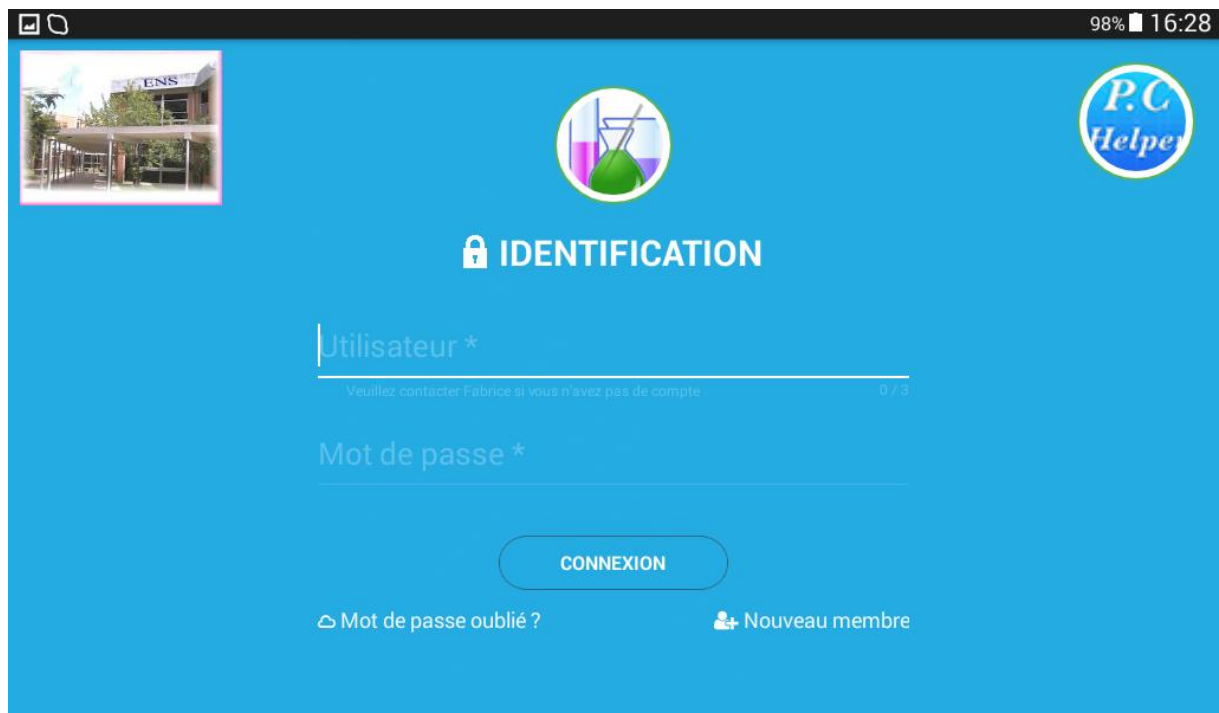 98% 16:28
ENS
P.C
Helper
IDENTIFICATION
Utilisateur *
Veuillez contacter Fabrice si vous n'avez pas de compte 0 / 3
Mot de passe *
CONNEXION
Mot de passe oublié ? Nouveau membre